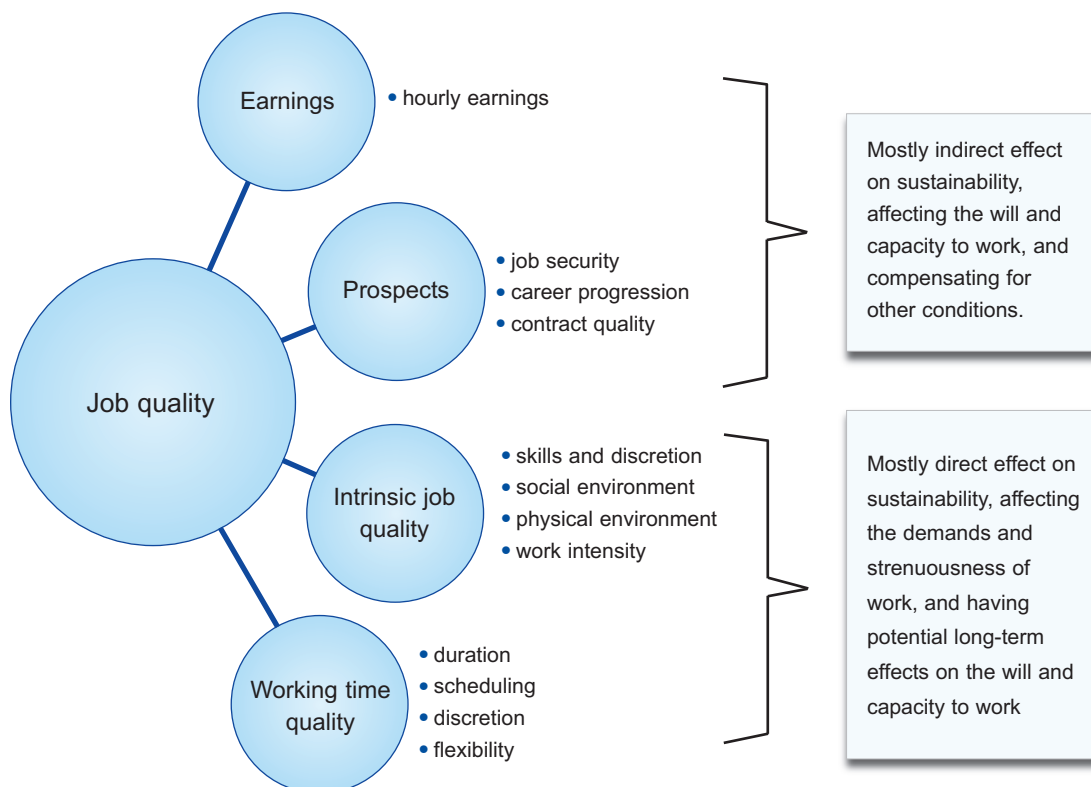 Earnings
• hourly earnings
Prospects
• job security
• career progression
• contract quality
Mostly indirect effect
on sustainability,
affecting the will and
capacity to work, and
compensating for
other conditions.
Job quality
Intrinsic job
quality
• skills and discretion
• social environment
• physical environment
• work intensity
Working time
quality
• duration
• scheduling
• discretion
• flexibility
Mostly direct effect on
sustainability, affecting
the demands and
strenuousness of
work, and having
potential long-term
effects on the will and
capacity to work